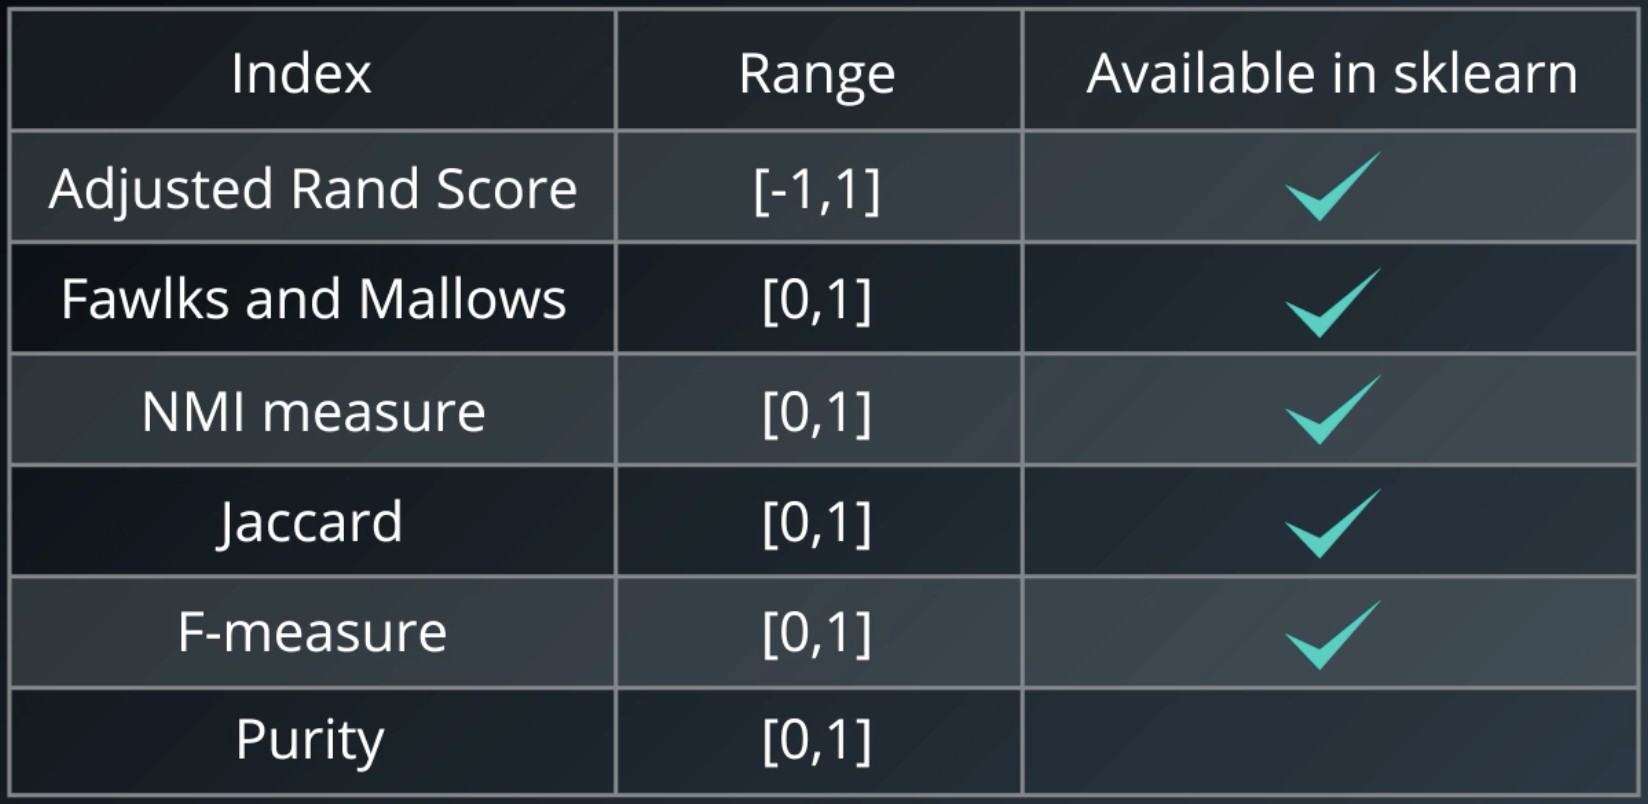 Index Range Available in sklearn
Adjusted Rand Score [-1,1]
Fawlks and Mallows [0,1]
NMI measure [0,1]
Jaccard [0,1]
F-measure [0,1]
Purity [0,1]